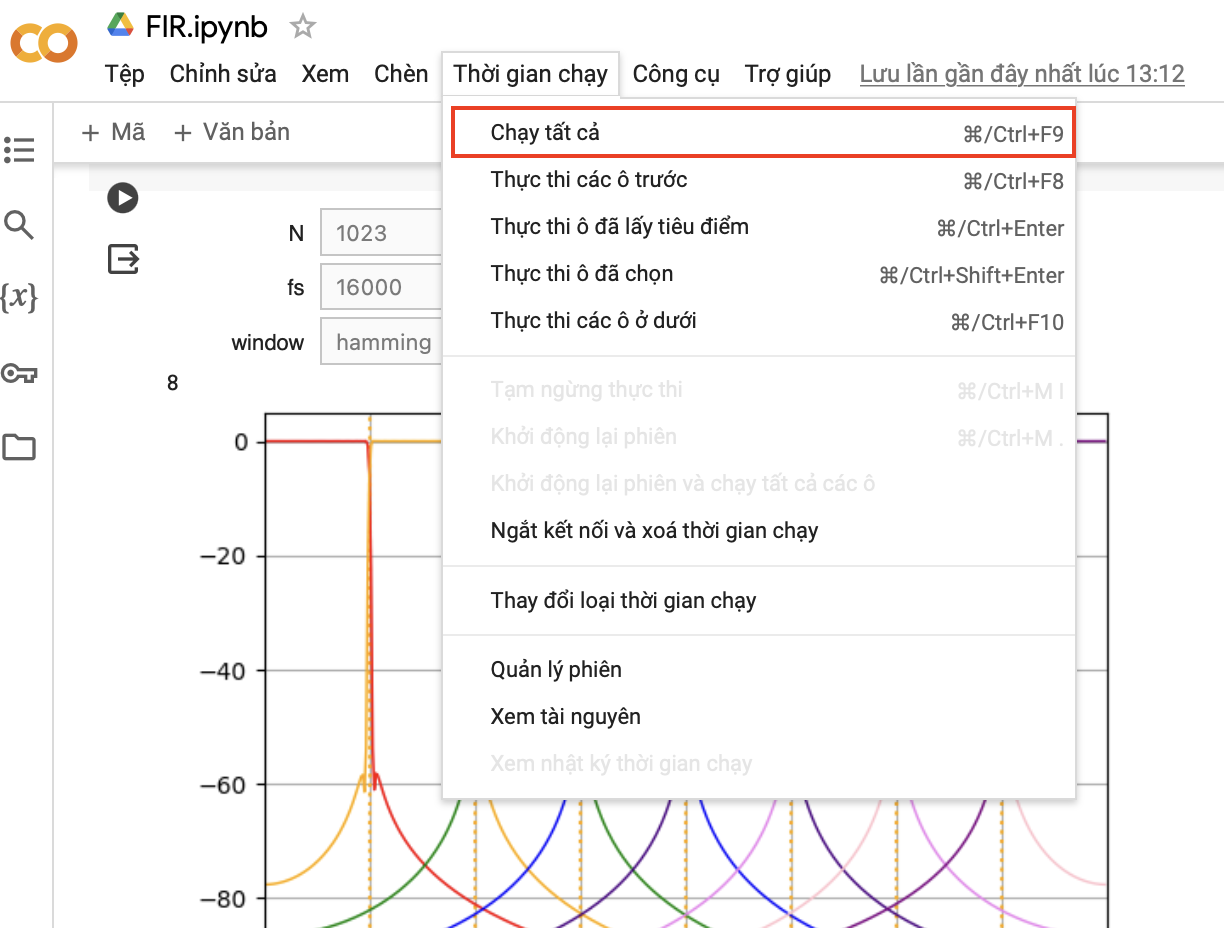 FIR.ipynb
Tệp Chỉnh sửa Xem Chèn Thời gian chạy Công cụ Trợ giúp Lưu lần gần đây nhất lúc 13:12
+ Mã + Văn bản
Chạy tất cả ⌘/Ctrl+F9
Thực thi các ô trước ⌘/Ctrl+F8
Thực thi ô đã lấy tiêu điểm ⌘/Ctrl+Enter
Thực thi ô đã chọn ⌘/Ctrl+Shift+Enter
Thực thi các ô ở dưới ⌘/Ctrl+F10
Tạm ngừng thực thi ⌘/Ctrl+M I
Khởi động lại phiên ⌘/Ctrl+M .
Khởi động lại phiên và chạy tất cả các ô
Ngắt kết nối và xoá thời gian chạy
Thay đổi loại thời gian chạy
Quản lý phiên
Xem tài nguyên
Xem nhật ký thời gian chạy
{x}
N 1023
fs 16000
window hamming
8
0
−20
−40
−60
−80